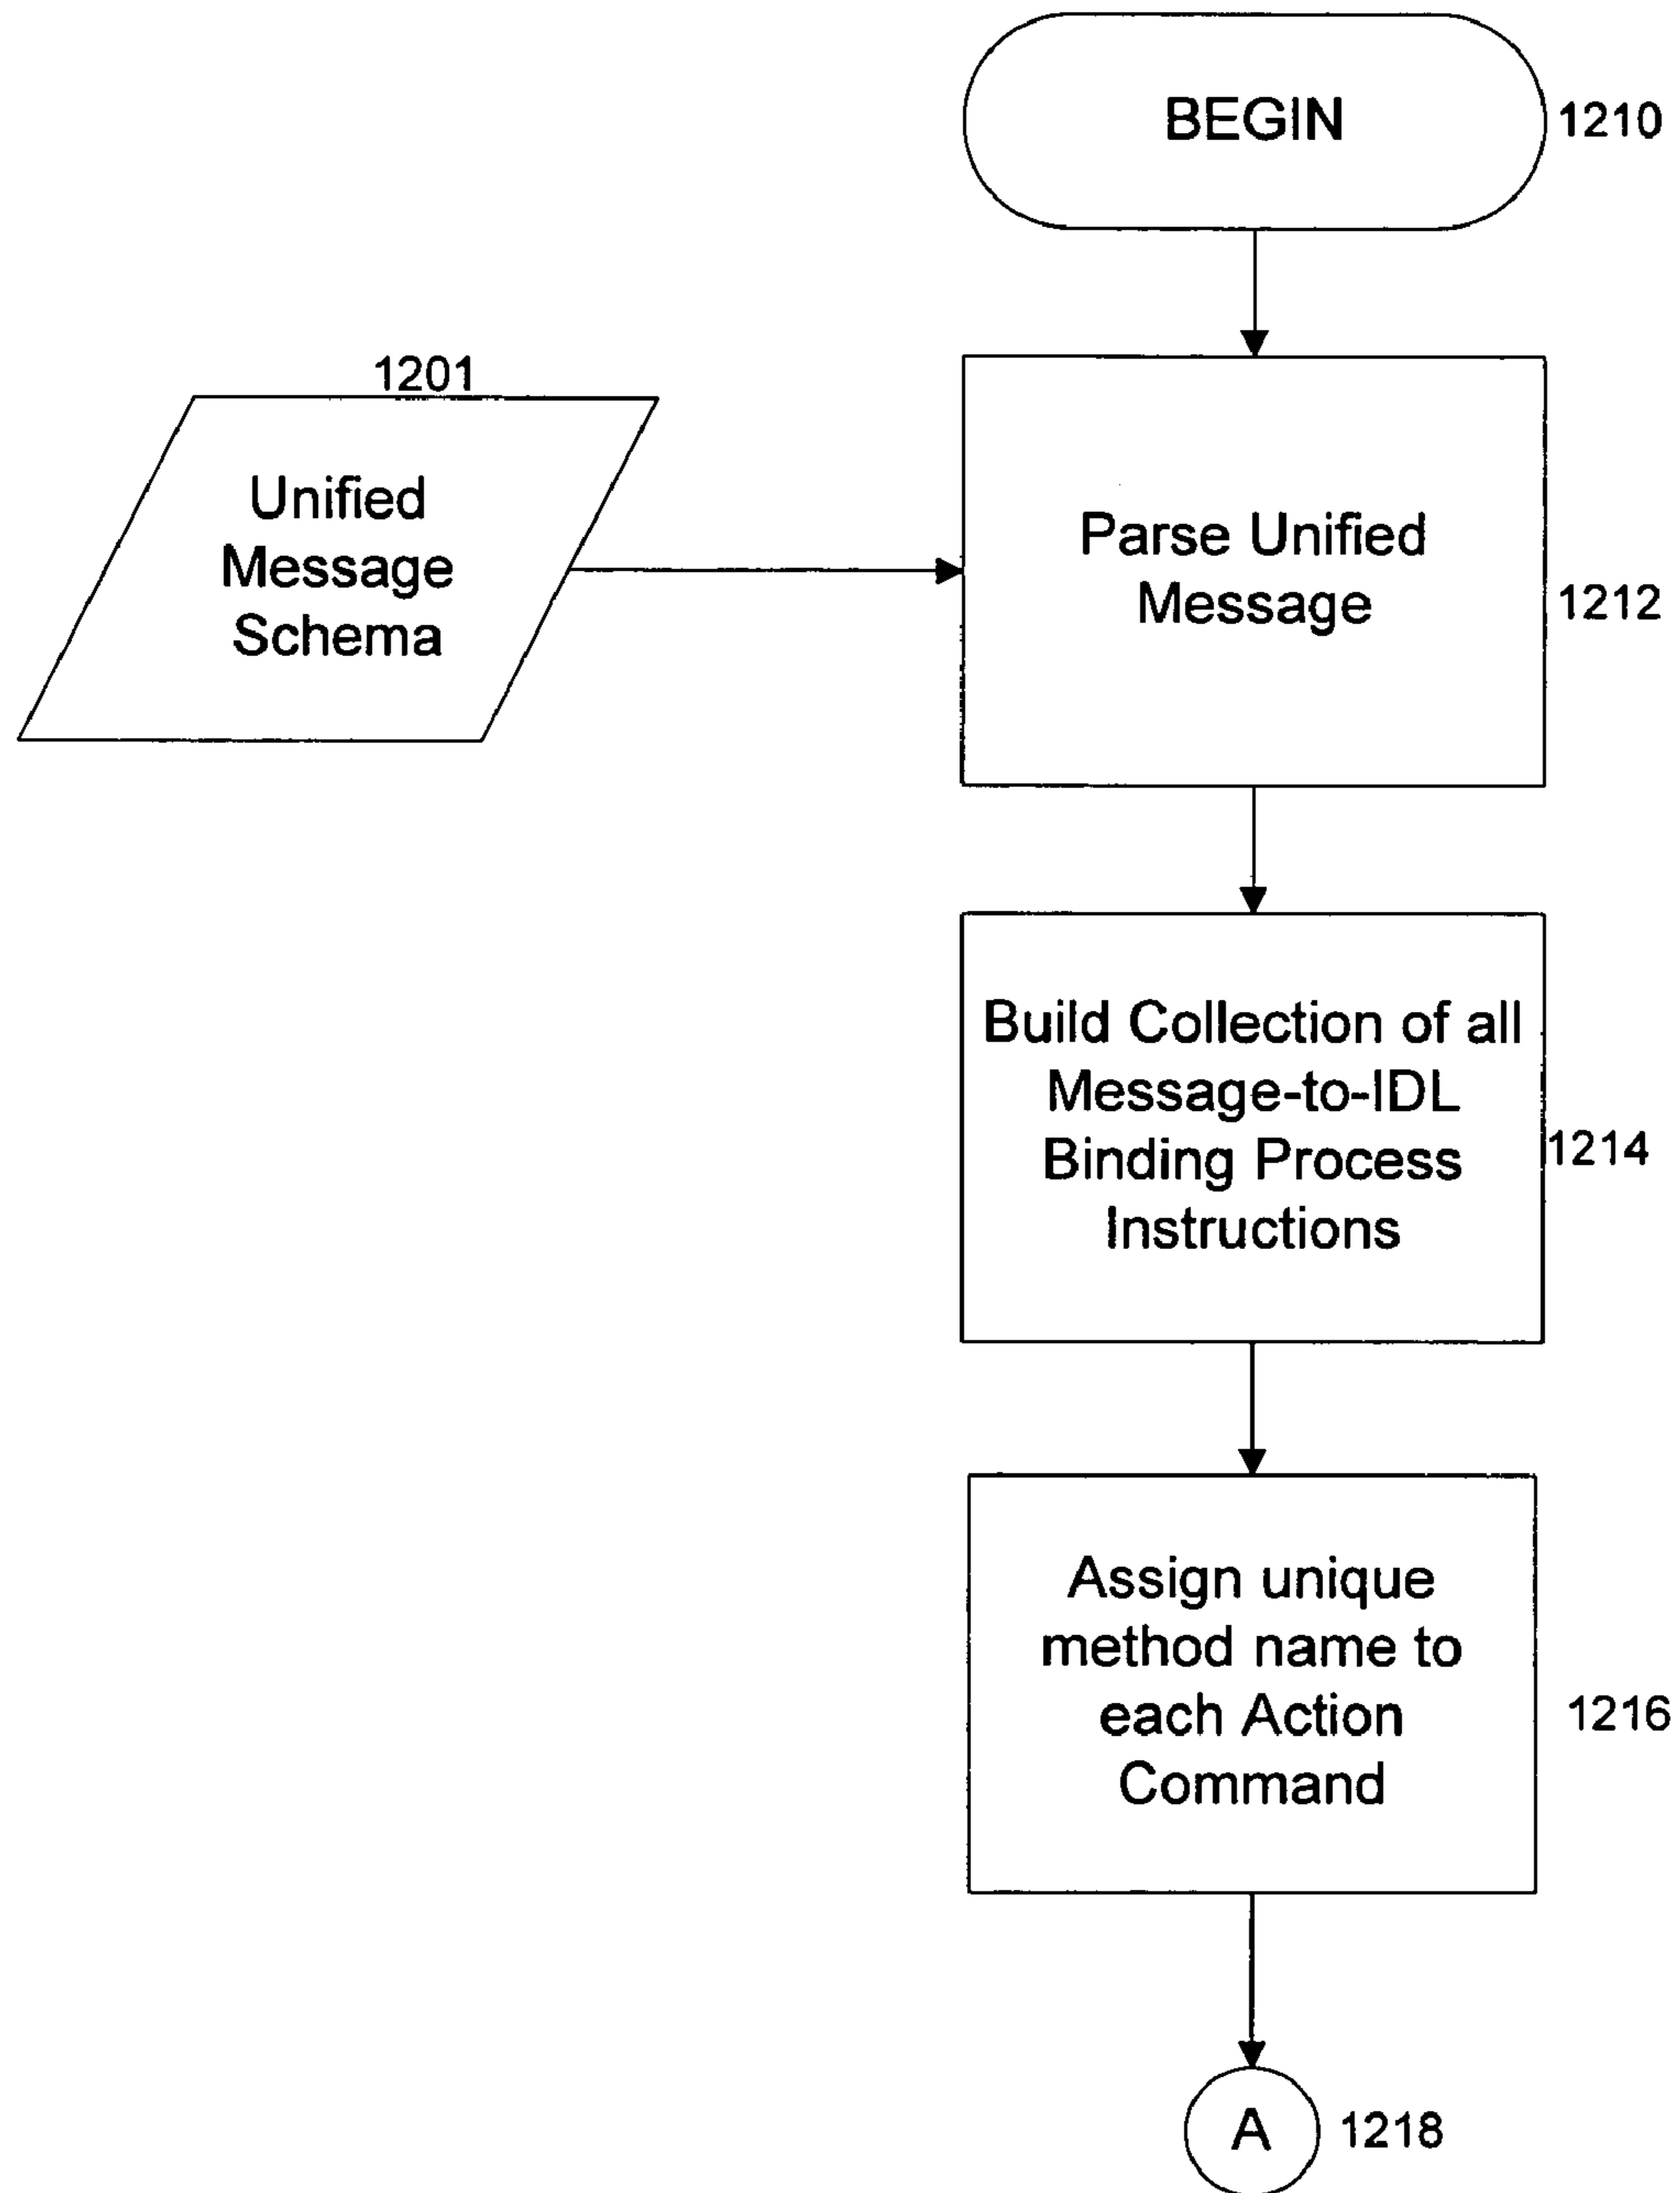 BEGIN
1210
1201
Unified
Message
Schema
Parse Unified
Message
1212
Build Collection of all
Message-to-IDL
Binding Process
Instructions
1214
Assign unique
method name to
each Action
Command
1216
A
1218